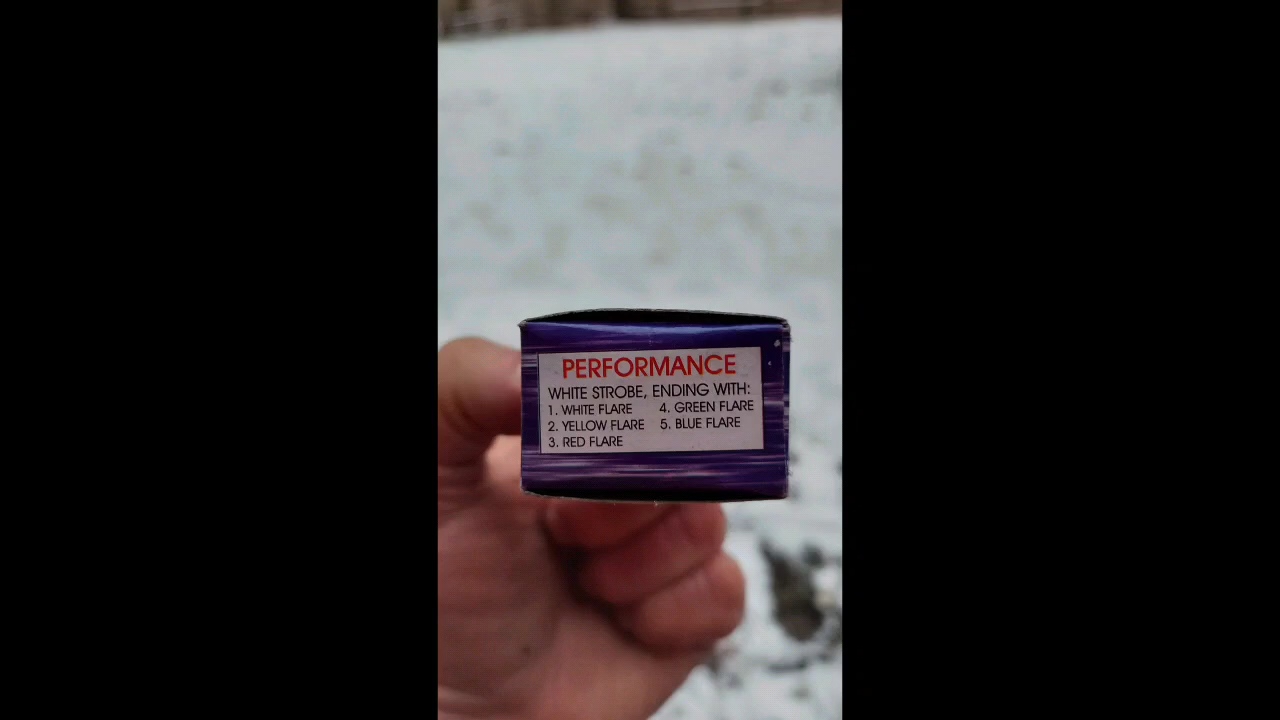 PERFORMANCE
WHITE STROBE, ENDING WITH:
1. WHITE FLARE 4. GREEN FLARE
2. YELLOW FLARE 5. BLUE FLARE
3. RED FLARE